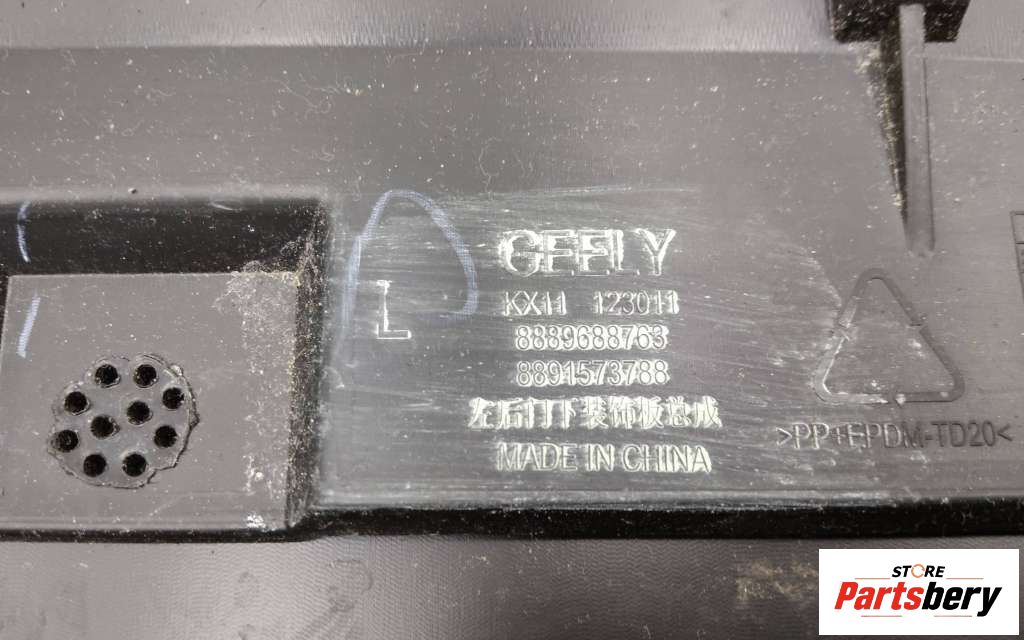 GEELY
L
KX11 123011
8889688763
8891573788
左后门下装饰板总成
>PP+EPDM-TD20<
MADE IN CHINA
STORE
Partsbery